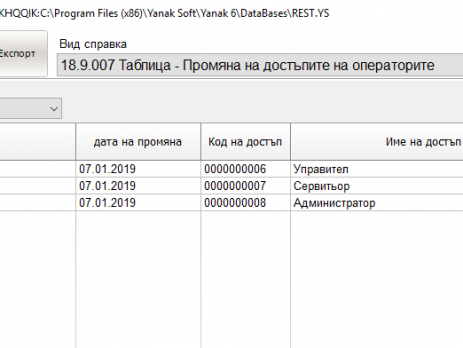 KHQQIK:C:\Program Files (x86)\Yanak Soft\Yanak 6\DataBases\REST.YS
Вид справка
Експорт
18.9.007 Таблица - Промяна на достъпите на операторите
дата на промяна Код на достъп Име на достъп
07.01.2019 0000000006 Управител
07.01.2019 0000000007 Сервитьор
07.01.2019 0000000008 Администратор